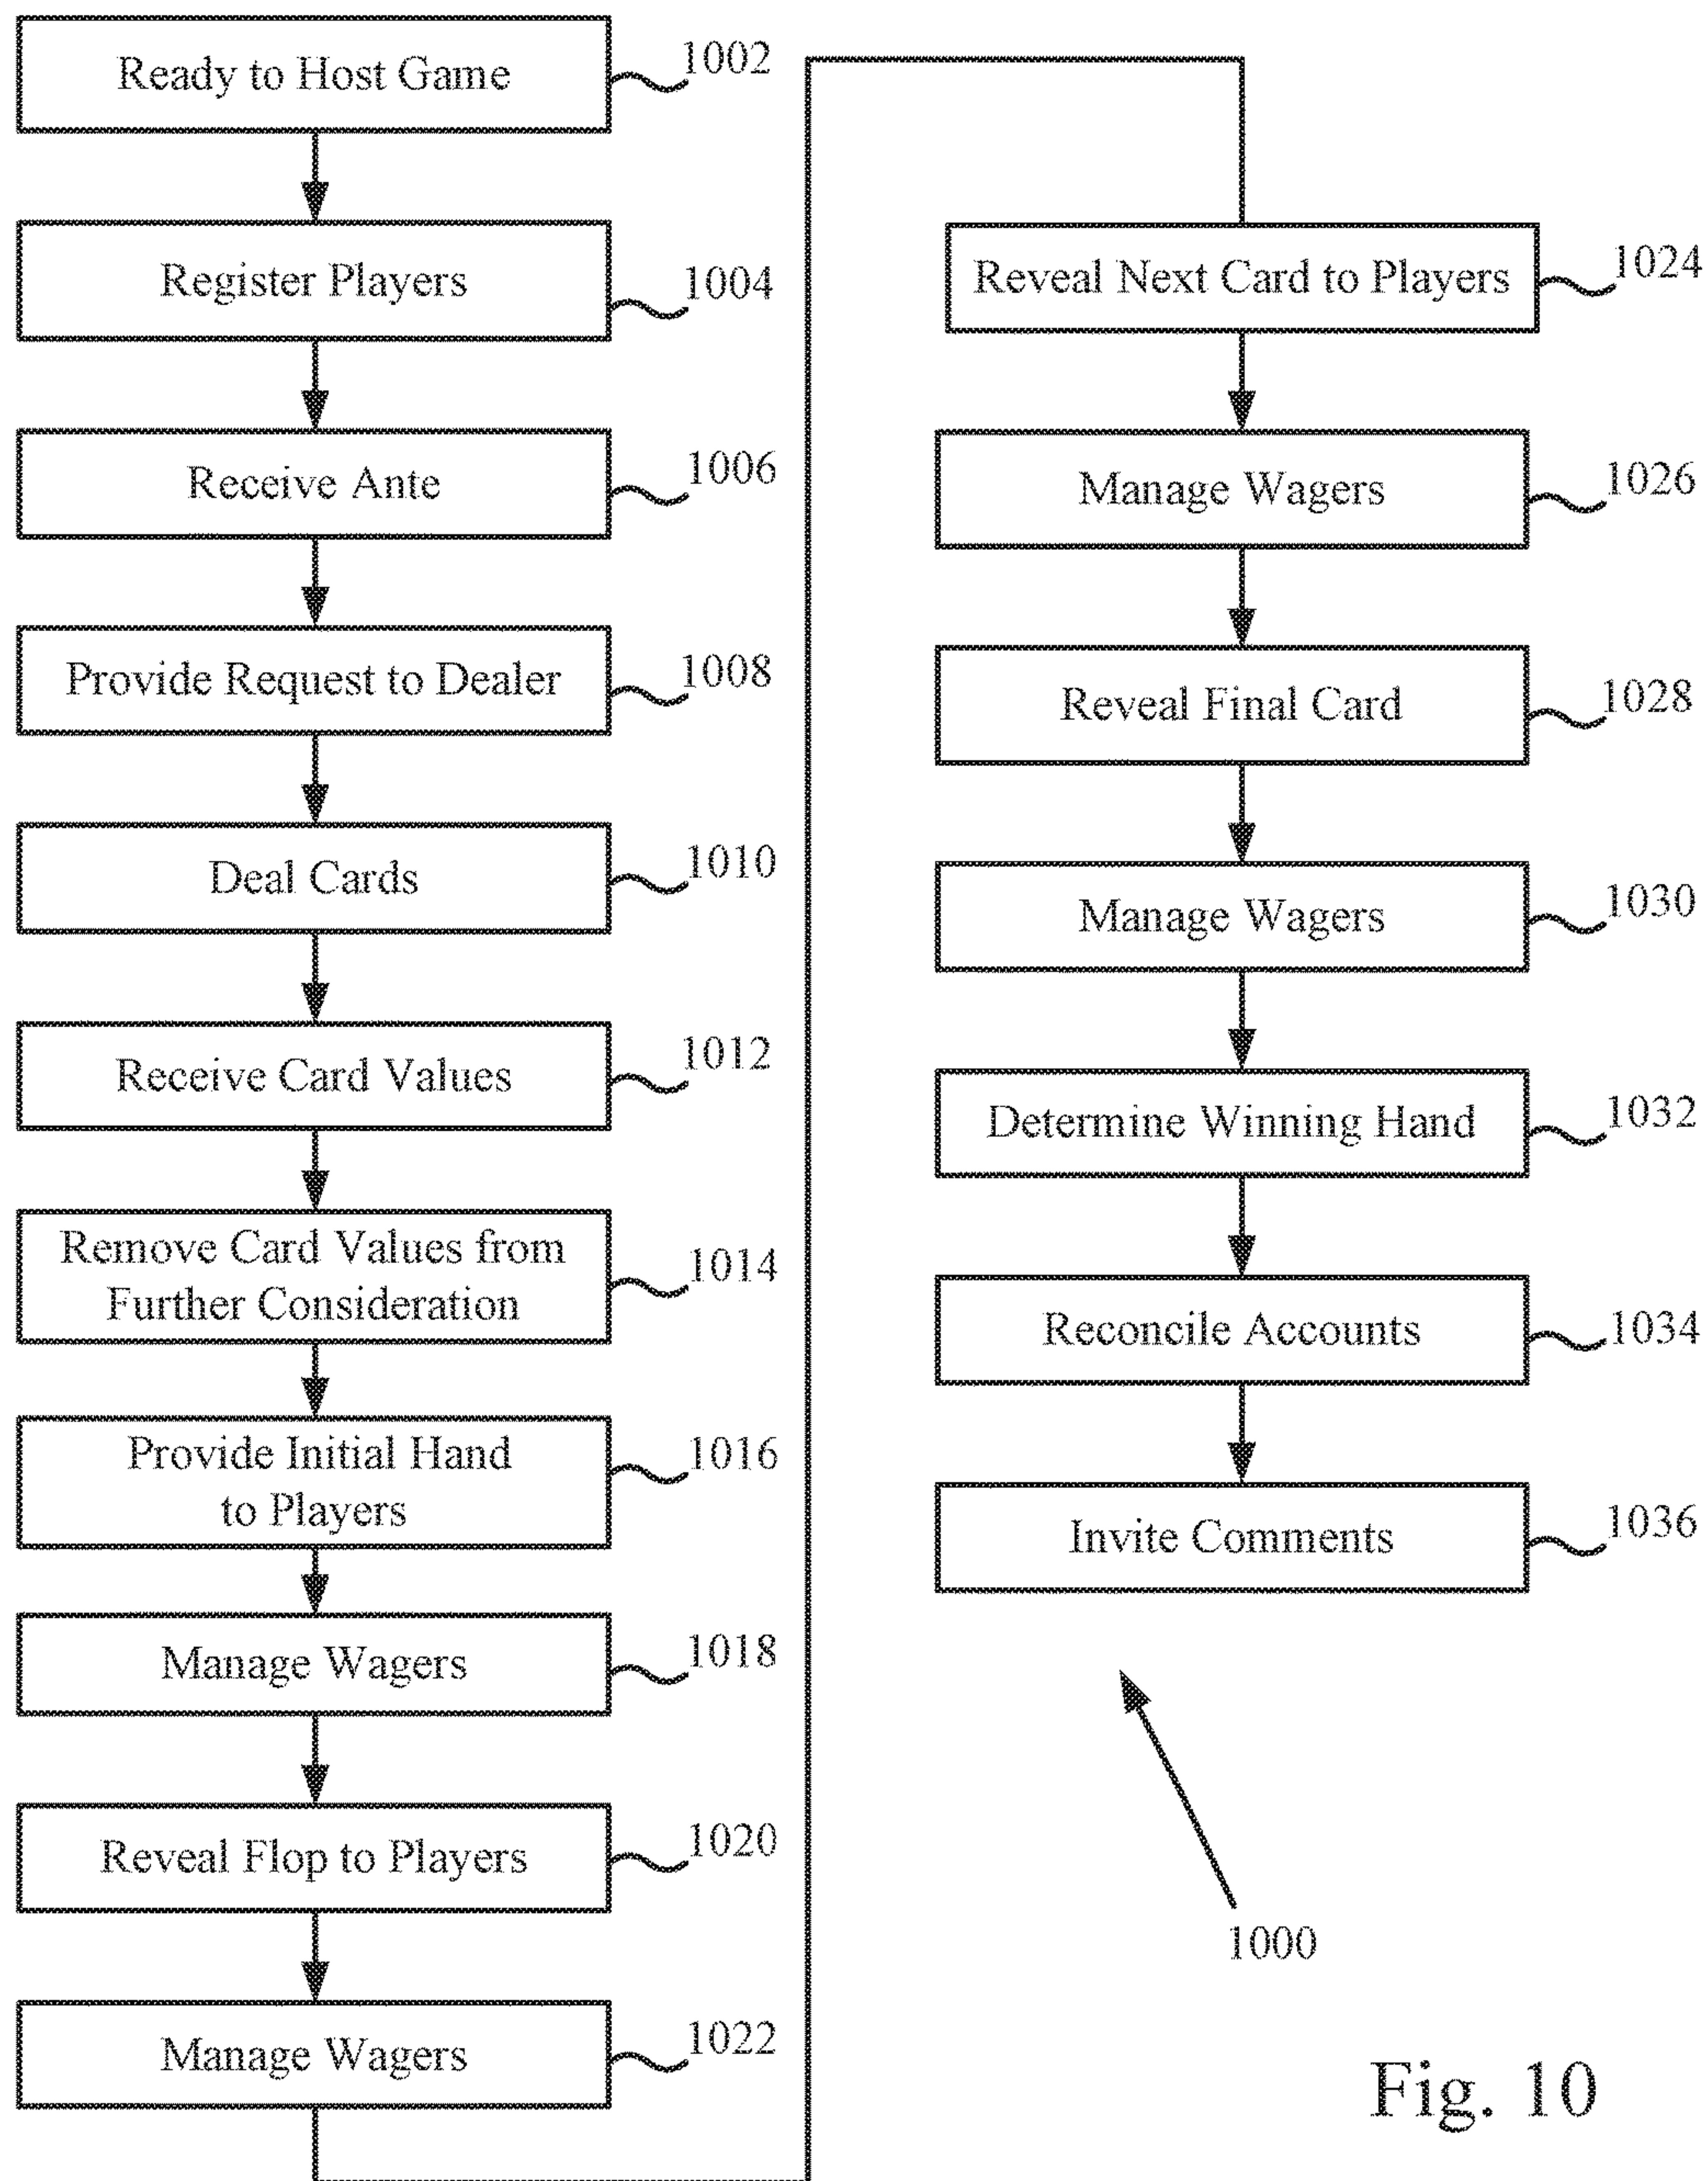 Ready to Host Game
1002
Register Players
1004
Receive Ante
1006
Provide Request to Dealer
1008
Deal Cards
1010
Receive Card Values
1012
Remove Card Values from
Further Consideration
1014
Provide Initial Hand
to Players
1016
Manage Wagers
1018
Reveal Flop to Players
1020
Manage Wagers
1022
Reveal Next Card to Players
1024
Manage Wagers
1026
Reveal Final Card
1028
Manage Wagers
1030
Determine Winning Hand
1032
Reconcile Accounts
1034
Invite Comments
1036
1000
Fig. 10